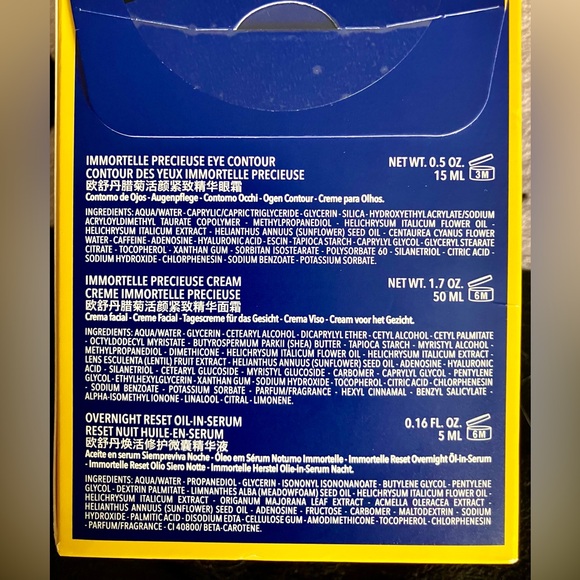 IMMORTELLE PRECIEUSE EYE CONTOUR
CONTOUR DES YEUX IMMORTELLE PRECIEUSE
欧舒丹腊菊活颜紧致精华眼霜
Contorno de Ojos - Augenpflege - Contorno Occhi - Ogen Contour - Creme para Olhos.
NET WT. 0.5 OZ.
15 ML
3M
INGREDIENTS: AQUA/WATER - CAPRYLIC/CAPRIC TRIGLYCERIDE - GLYCERIN - SILICA - HYDROXYETHYL ACRYLATE/SODIUM
ACRYLOYLDIMETHYL TAURATE COPOLYMER - METHYLPROPANEDIOL - HELICHRYSUM ITALICUM FLOWER OIL -
HELICHRYSUM ITALICUM EXTRACT - HELIANTHUS ANNUUS (SUNFLOWER) SEED OIL - CENTAUREA CYANUS FLOWER
WATER - CAFFEINE - ADENOSINE - HYALURONIC ACID - ESCIN - TAPIOCA STARCH - CAPRYLYL GLYCOL - GLYCERYL STEARATE
CITRATE - TOCOPHEROL - XANTHAN GUM - SORBITAN ISOSTEARATE - POLYSORBATE 60 - SILANETRIOL - CITRIC ACID -
SODIUM HYDROXIDE - CHLORPHENESIN - SODIUM BENZOATE - POTASSIUM SORBATE.
IMMORTELLE PRECIEUSE CREAM
CREME IMMORTELLE PRECIEUSE
欧舒丹腊菊活颜紧致精华面霜
Crema facial - Creme Facial - Tagescreme für das Gesicht - Crema Viso - Cream voor het Gezicht.
NET WT. 1.7 OZ.
50 ML
6M
INGREDIENTS: AQUA/WATER - GLYCERIN - CETEARYL ALCOHOL - DICAPRYLYL ETHER - CETYL ALCOHOL - CETYL PALMITATE
- OCTYLDODECYL MYRISTATE - BUTYROSPERMUM PARKII (SHEA) BUTTER - TAPIOCA STARCH - MYRISTYL ALCOHOL -
METHYLPROPANEDIOL - DIMETHICONE - HELICHRYSUM ITALICUM FLOWER OIL - HELICHRYSUM ITALICUM EXTRACT -
LENS ESCULENTA (LENTIL) FRUIT EXTRACT - HELIANTHUS ANNUUS (SUNFLOWER) SEED OIL - ADENOSINE - HYALURONIC
ACID - SILANETRIOL - CETEARYL GLUCOSIDE - MYRISTYL GLUCOSIDE - CARBOMER - CAPRYLYL GLYCOL - PENTYLENE
GLYCOL - ETHYLHEXYLGLYCERIN - XANTHAN GUM - SODIUM HYDROXIDE - TOCOPHEROL - CITRIC ACID - CHLORPHENESIN
- SODIUM BENZOATE - POTASSIUM SORBATE - PARFUM/FRAGRANCE - HEXYL CINNAMAL - BENZYL SALICYLATE -
ALPHA-ISOMETHYL IONONE - LINALOOL - CITRAL - LIMONENE.
OVERNIGHT RESET OIL-IN-SERUM
RESET NUIT HUILE-EN-SERUM
欧舒丹焕活修护微囊精华液
0.16 FL. OZ.
5 ML
6M
Aceite en serum Siempreviva Noche - Óleo em Sérum Noturno Immortelle - Immortelle Reset Overnight Öl-in-Serum
- Immortelle Reset Olio Siero Notte - Immortelle Herstel Olie-in-Serum Nacht.
INGREDIENTS: AQUA/WATER - PROPANEDIOL - GLYCERIN - ISONONYL ISONONANOATE - BUTYLENE GLYCOL - PENTYLENE
GLYCOL - DEXTRIN PALMITATE - LIMNANTHES ALBA (MEADOWFOAM) SEED OIL - HELICHRYSUM ITALICUM FLOWER OIL -
HELICHRYSUM ITALICUM EXTRACT - ORIGANUM MAJORANA LEAF EXTRACT - ACMELLA OLERACEA EXTRACT -
HELIANTHUS ANNUUS (SUNFLOWER) SEED OIL - ADENOSINE - FRUCTOSE - CARBOMER - MALTODEXTRIN - SODIUM
HYDROXIDE - PALMITIC ACID - DISODIUM EDTA - CELLULOSE GUM - AMODIMETHICONE - TOCOPHEROL - CHLORPHENESIN
- PARFUM/FRAGRANCE - CI 40800/ BETA-CAROTENE.